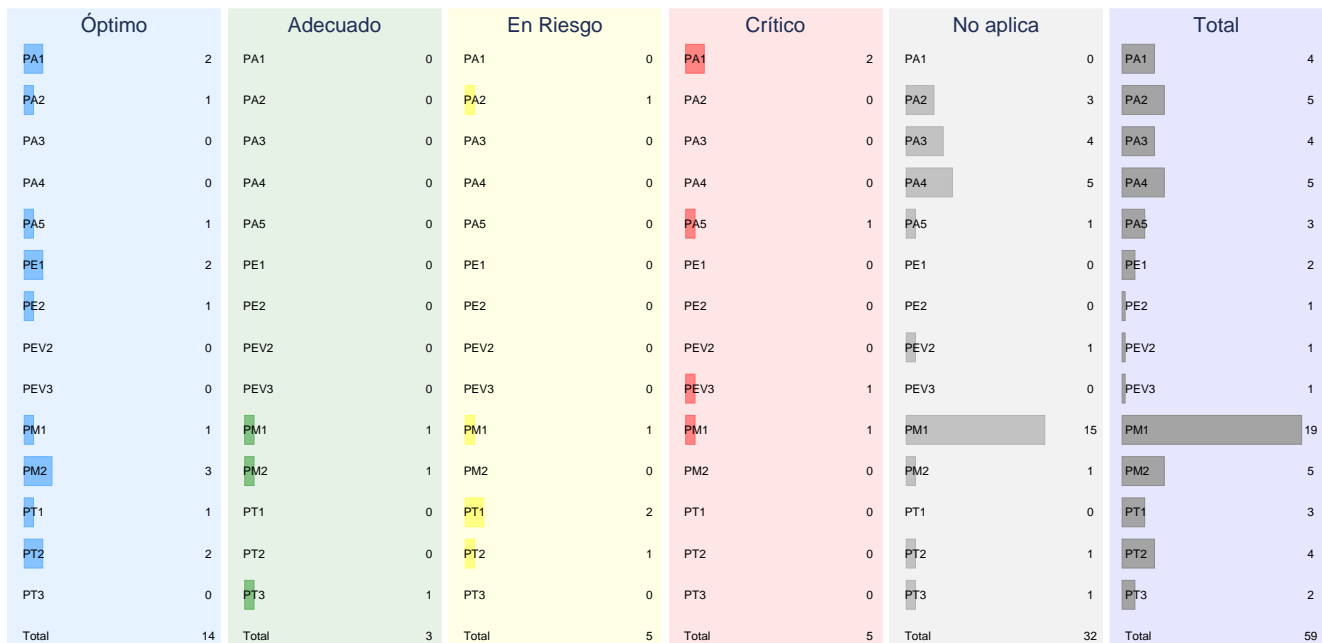 Óptimo Adecuado En Riesgo Crítico No aplica Total
PA1 2 PA1 0 PA1 0 PA1 2 PA1 0 PA1 4
PA2 1 PA2 0 PA2 1 PA2 0 PA2 3 PA2 5
PA3 0 PA3 0 PA3 0 PA3 0 PA3 4 PA3 4
PA4 0 PA4 0 PA4 0 PA4 0 PA4 5 PA4 5
PA5 1 PA5 0 PA5 0 PA5 1 PA5 1 PA5 3
PE1 2 PE1 0 PE1 0 PE1 0 PE1 0 PE1 2
PE2 1 PE2 0 PE2 0 PE2 0 PE2 0 PE2 1
PEV2 0 PEV2 0 PEV2 0 PEV2 0 PEV2 1 PEV2 1
PEV3 0 PEV3 0 PEV3 0 PEV3 1 PEV3 0 PEV3 1
PM1 1 PM1 1 PM1 1 PM1 1 PM1 15 PM1 19
PM2 3 PM2 1 PM2 0 PM2 0 PM2 1 PM2 5
PT1 1 PT1 0 PT1 2 PT1 0 PT1 0 PT1 3
PT2 2 PT2 0 PT2 1 PT2 0 PT2 1 PT2 4
PT3 0 PT3 1 PT3 0 PT3 0 PT3 1 PT3 2
Total 14 Total 3 Total 5 Total 5 Total 32 Total 59